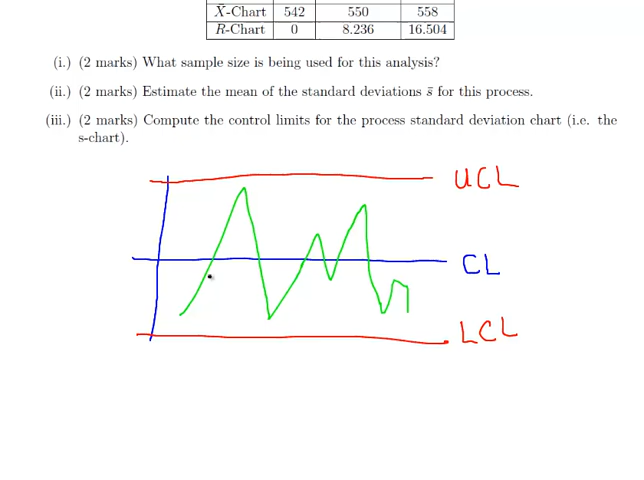 X̄-Chart 542 550 558
R-Chart 0 8.236 16.504
(i.) (2 marks) What sample size is being used for this analysis?
(ii.) (2 marks) Estimate the mean of the standard deviations s̄ for this process.
(iii.) (2 marks) Compute the control limits for the process standard deviation chart (i.e. the
s-chart).
UCL
CL
LCL